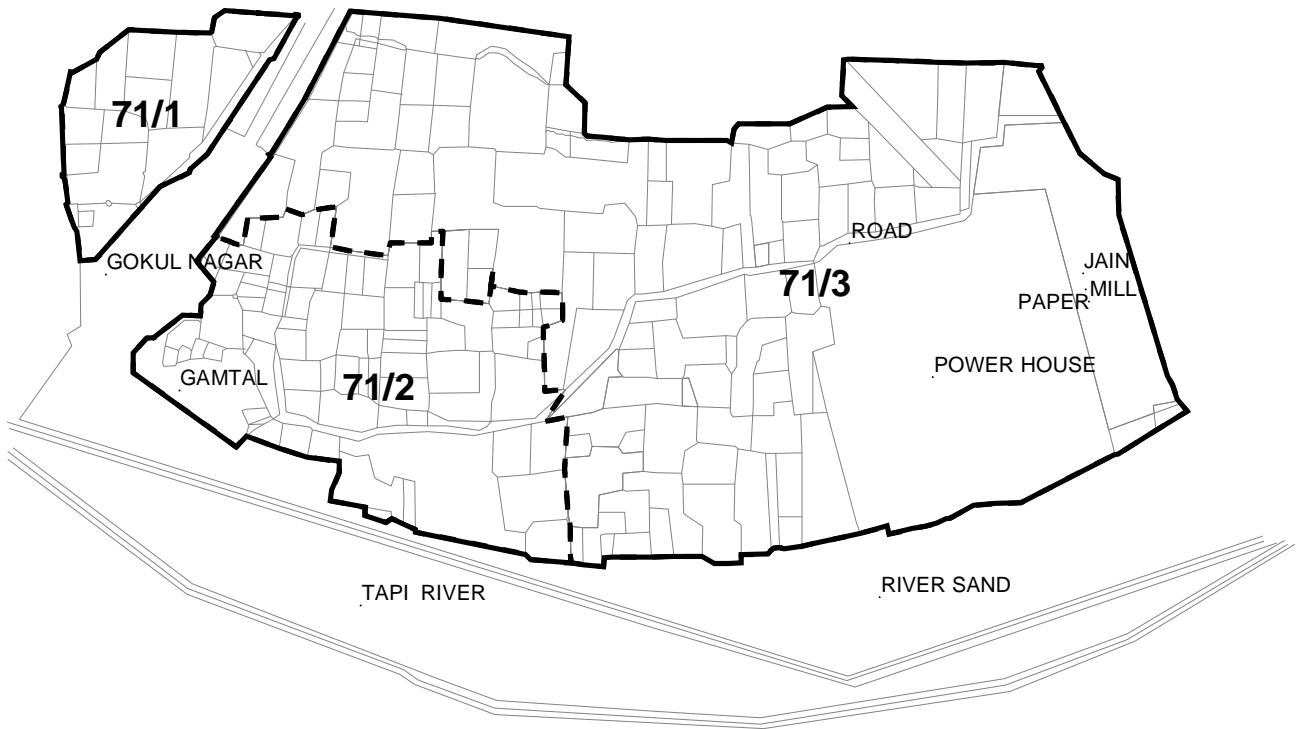 71/1
ROAD
GOKUL NAGAR
JAIN
71/3
MILL
PAPER
POWER HOUSE
GAMTAL
71/2
RIVER SAND
TAPI RIVER